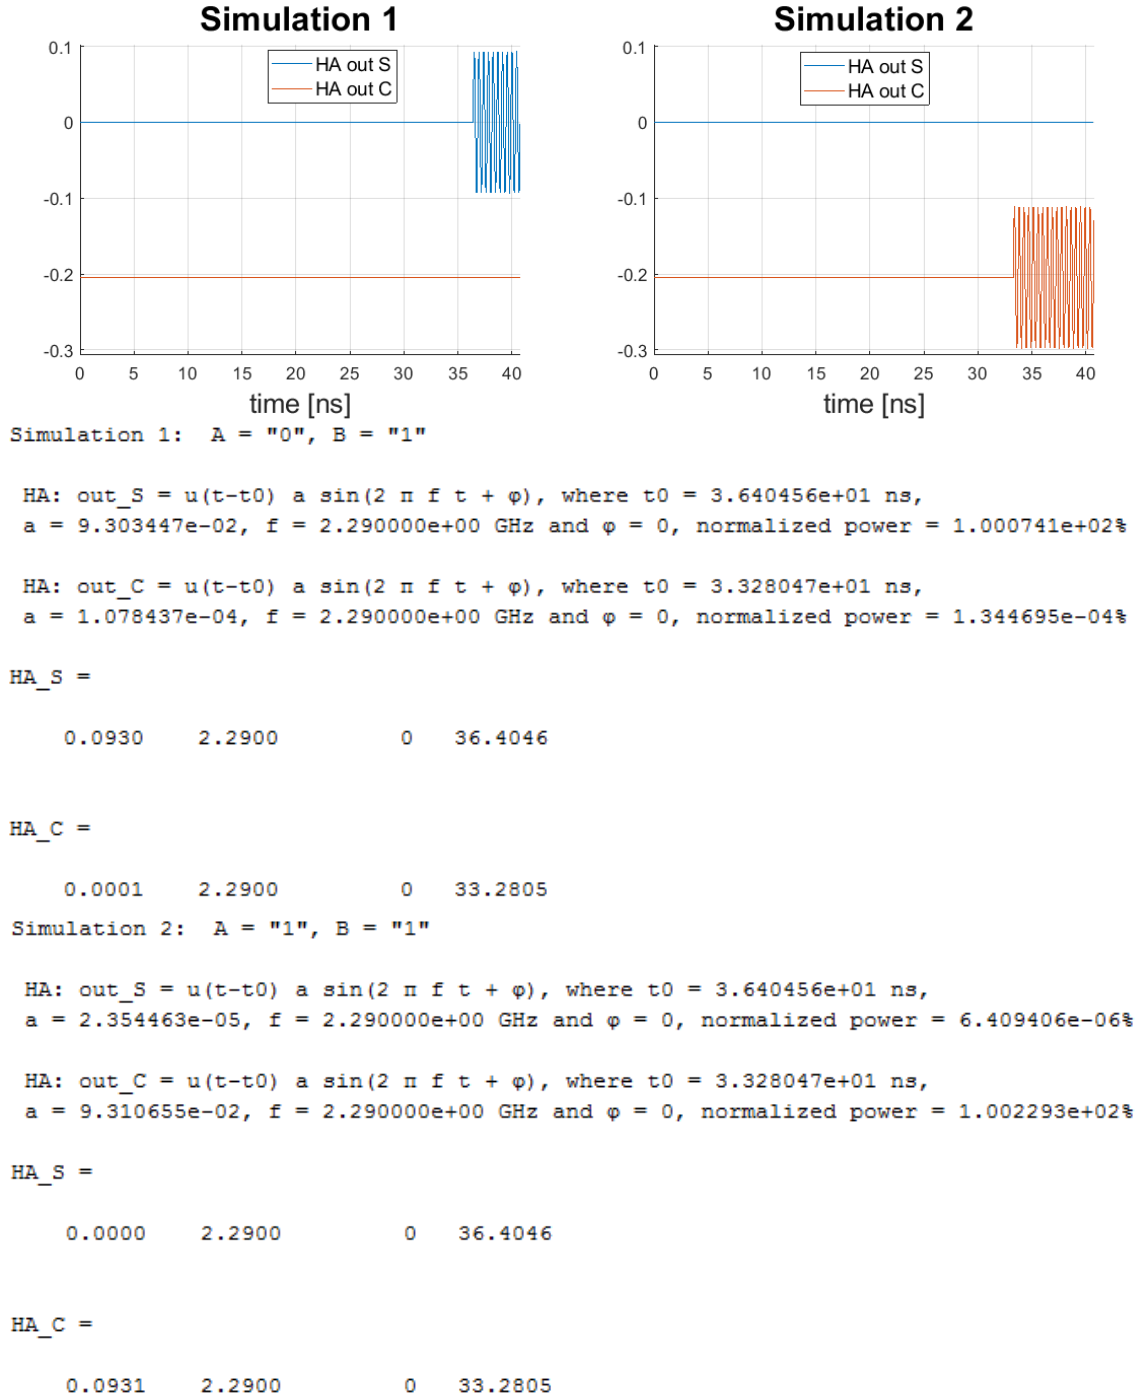 Simulation 1
0.1
0
-0.1
-0.2
-0.3
HA out S
HA out C
0 5 10 15 20 25 30 35 40
time [ns]
Simulation 2
0.1
0
-0.1
-0.2
-0.3
HA out S
HA out C
0 5 10 15 20 25 30 35 40
time [ns]
Simulation 1: A = "0", B = "1"
HA: out_S = u(t-t0) a sin(2 π f t + φ), where t0 = 3.640456e+01 ns,
a = 9.303447e-02, f = 2.290000e+00 GHz and φ = 0, normalized power = 1.000741e+02%
HA: out_C = u(t-t0) a sin(2 π f t + φ), where t0 = 3.328047e+01 ns,
a = 1.078437e-04, f = 2.290000e+00 GHz and φ = 0, normalized power = 1.344695e-04%
HA_S =
0.0930 2.2900 0 36.4046
HA_C =
0.0001 2.2900 0 33.2805
Simulation 2: A = "1", B = "1"
HA: out_S = u(t-t0) a sin(2 π f t + φ), where t0 = 3.640456e+01 ns,
a = 2.354463e-05, f = 2.290000e+00 GHz and φ = 0, normalized power = 6.409406e-06%
HA: out_C = u(t-t0) a sin(2 π f t + φ), where t0 = 3.328047e+01 ns,
a = 9.310655e-02, f = 2.290000e+00 GHz and φ = 0, normalized power = 1.002293e+02%
HA_S =
0.0000 2.2900 0 36.4046
HA_C =
0.0931 2.2900 0 33.2805